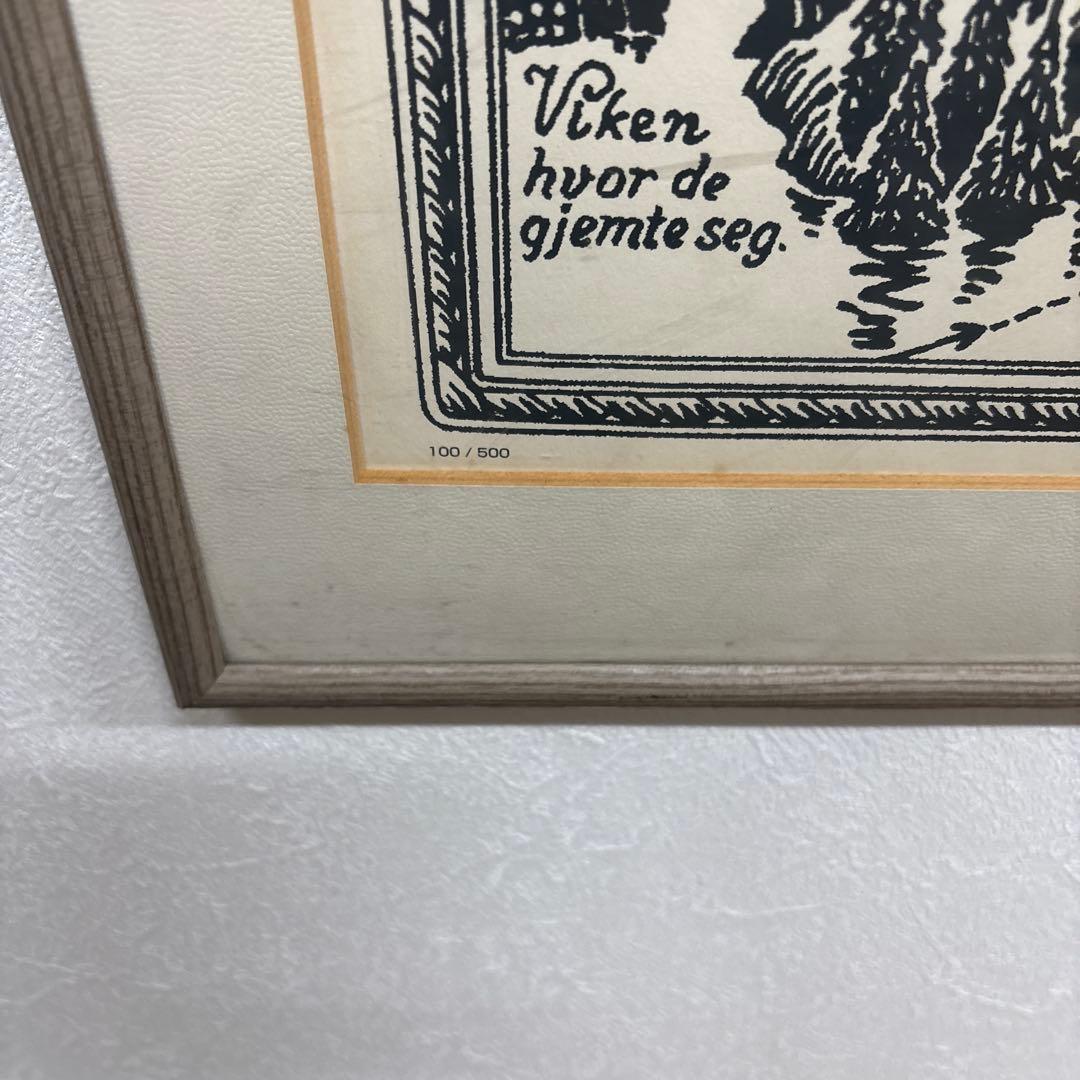 Viken
hvor de
gjemte seg.
100 / 500